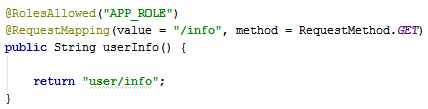 @RolesAllowed("APP_ROLE")
@RequestMapping(value = "/info", method = RequestMethod.GET)
public String userInfo() {
return "user/info";
}